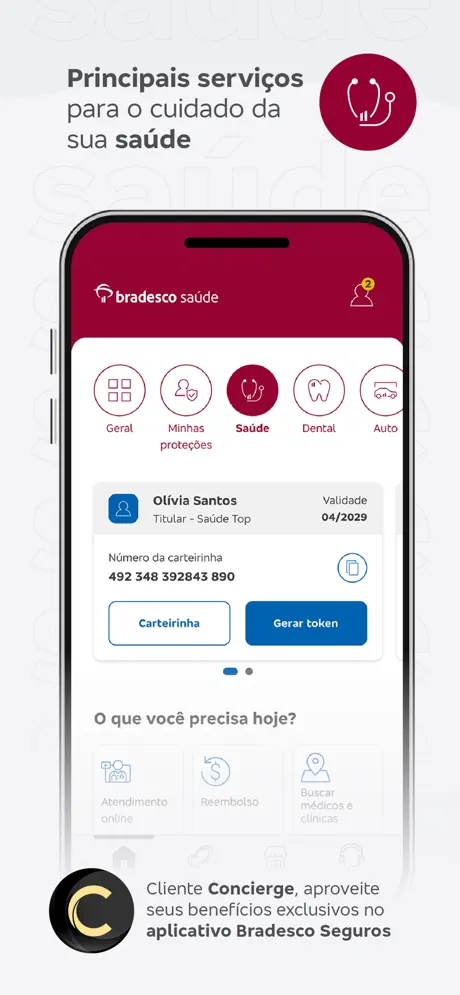 Principais serviços
para o cuidado da
sua saúde
saúde
bradesco saúde
2
Geral
Minhas
proteções
Saúde
Dental
Auto
Olívia Santos
Titular - Saúde Top
Validade
04/2029
Número da carteirinha
492 348 392843 890
Carteirinha
Gerar token
O que você precisa hoje?
Atendimento
online
Reembolso
Buscar
médicos e
clínicas
Cliente Concierge, aproveite
seus benefícios exclusivos no
aplicativo Bradesco Seguros